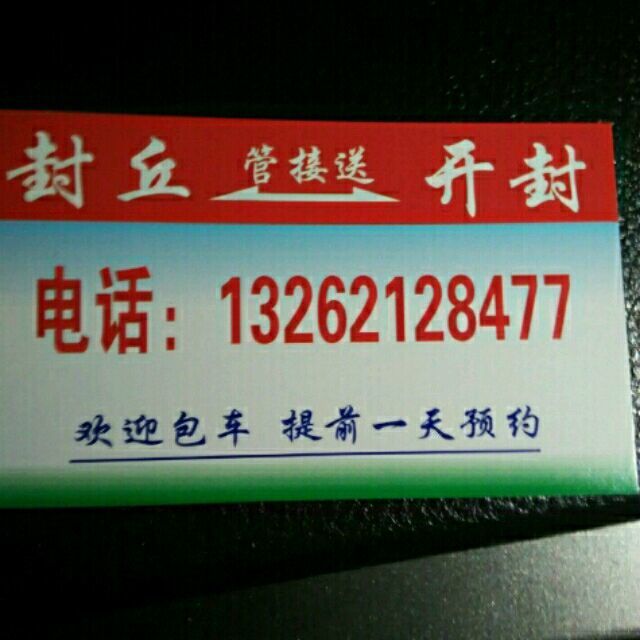 封丘 管接送 开封
电话：13262128477
欢迎包车 提前一天预约